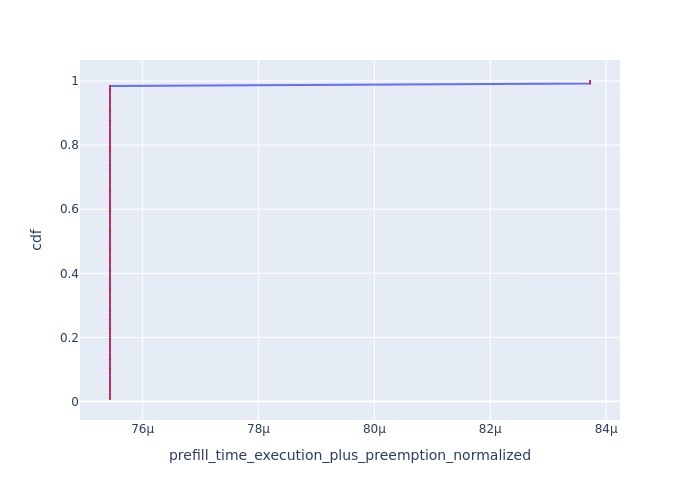 1
0.8
0.6
0.4
0.2
0
cdf
76μ 78μ 80μ 82μ 84μ
prefill_time_execution_plus_preemption_normalized